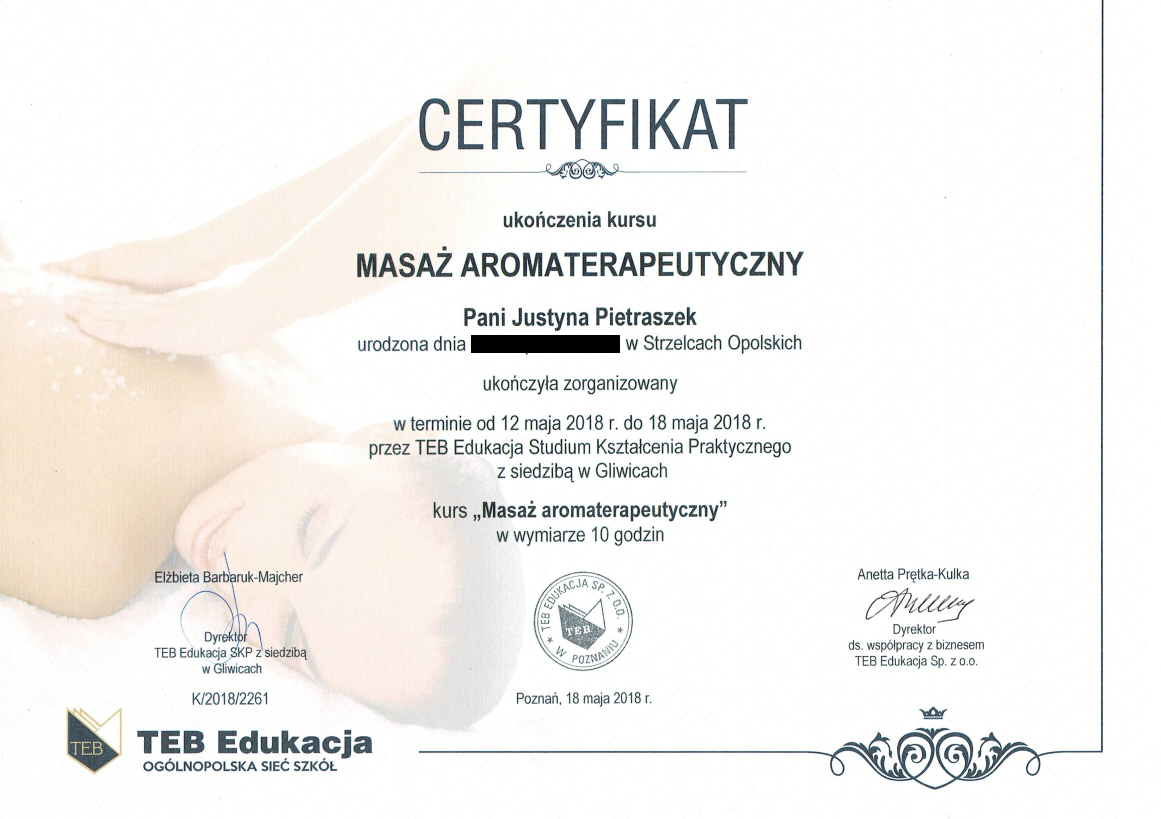 CERTYFIKAT
ukończenia kursu
MASAŻ AROMATERAPEUTYCZNY
Pani Justyna Pietraszek
urodzona dnia w Strzelcach Opolskich
ukończyła zorganizowany
w terminie od 12 maja 2018 r. do 18 maja 2018 r.
przez TEB Edukacja Studium Kształcenia Praktycznego
z siedzibą w Gliwicach
kurs „Masaż aromaterapeutyczny”
w wymiarze 10 godzin
Elżbieta Barbaruk-Majcher
Dyrektor
TEB Edukacja SKP z siedzibą
w Gliwicach
K/2018/2261
TEB EDUKACJA SP. Z O.O.
TEB
W POZNANIU
Poznań, 18 maja 2018 r.
Anetta Prętka-Kulka
Dyrektor
ds. współpracy z biznesem
TEB Edukacja Sp. z o.o.
TEB
TEB Edukacja
OGÓLNOPOLSKA SIEĆ SZKÓŁ